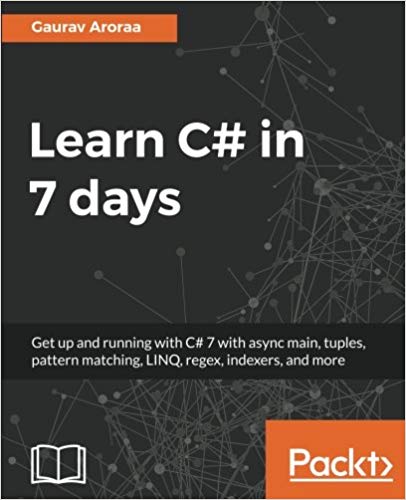 Gaurav Aroraa
Learn C# in
7 days
Get up and running with C# 7 with async main, tuples,
pattern matching, LINQ, regex, indexers, and more
Packt>